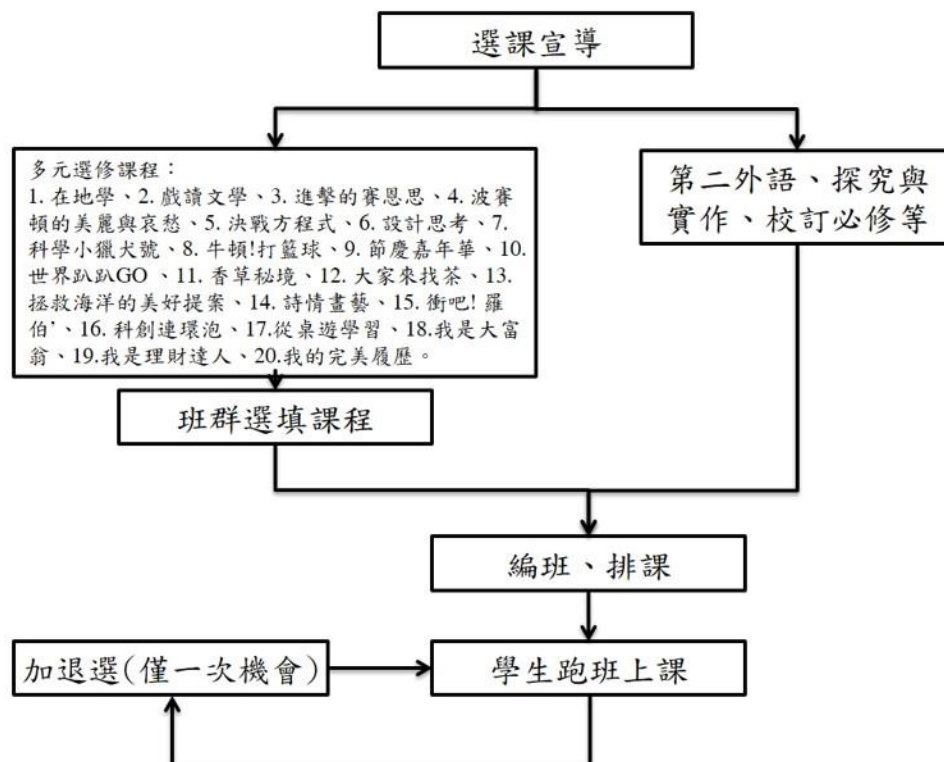 選課宣導
多元選修課程：
1. 在地學、2. 戲讀文學、3. 進擊的賽恩思、4. 波賽
頓的美麗與哀愁、5. 決戰方程式、6. 設計思考、7.
科學小獵犬號、8. 牛頓!打籃球、9. 節慶嘉年華、10.
世界趴趴GO 、11. 香草秘境、12. 大家來找茶、13.
拯救海洋的美好提案、14. 詩情畫藝、15. 衝吧! 羅
伯’、16. 科創連環泡、17.從桌遊學習、18.我是大富
翁、19.我是理財達人、20.我的完美履歷。
第二外語、探究與
實作、校訂必修等
班群選填課程
編班、排課
加退選(僅一次機會)
學生跑班上課